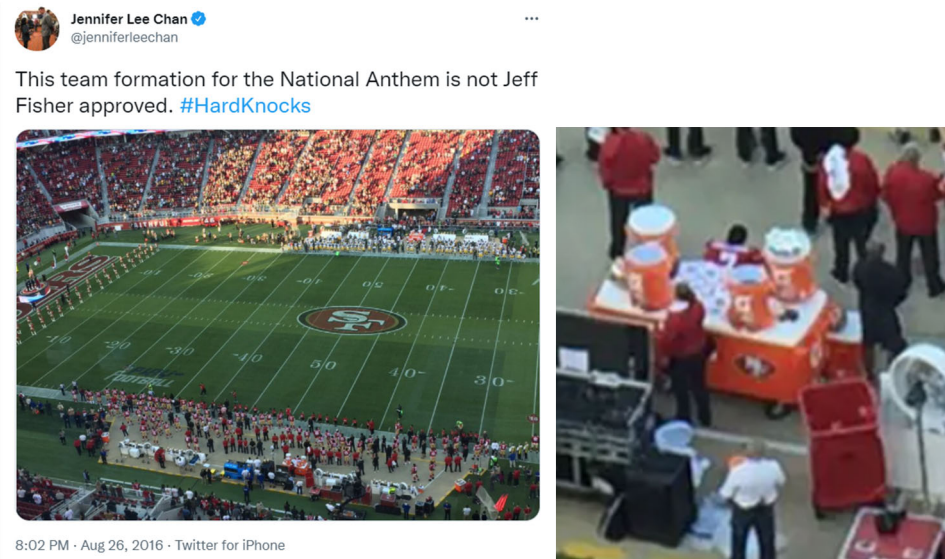 Jennifer Lee Chan
@jenniferleechan
This team formation for the National Anthem is not Jeff
Fisher approved. #HardKnocks
SF
8:02 PM · Aug 26, 2016 · Twitter for iPhone